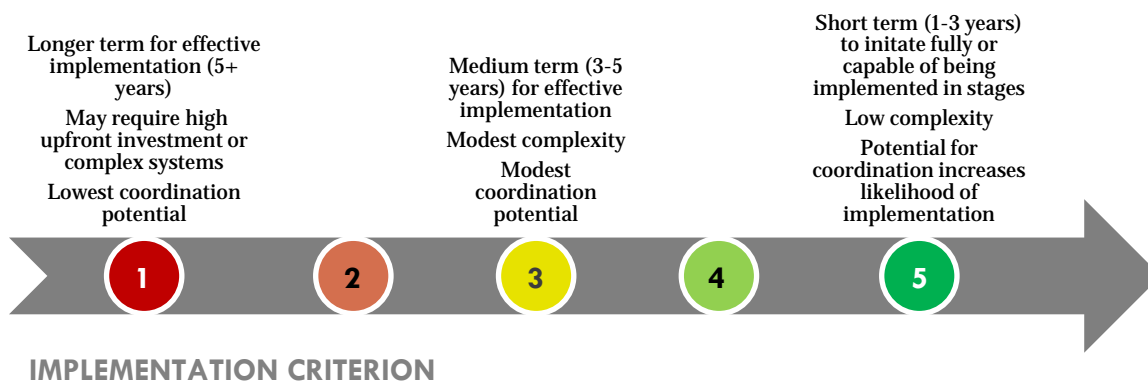 Longer term for effective
implementation (5+
years)
May require high
upfront investment or
complex systems
Lowest coordination
potential
Medium term (3-5
years) for effective
implementation
Modest complexity
Modest
coordination
potential
Short term (1-3 years)
to initate fully or
capable of being
implemented in stages
Low complexity
Potential for
coordination increases
likelihood of
implementation
1
2
3
4
5
IMPLEMENTATION CRITERION